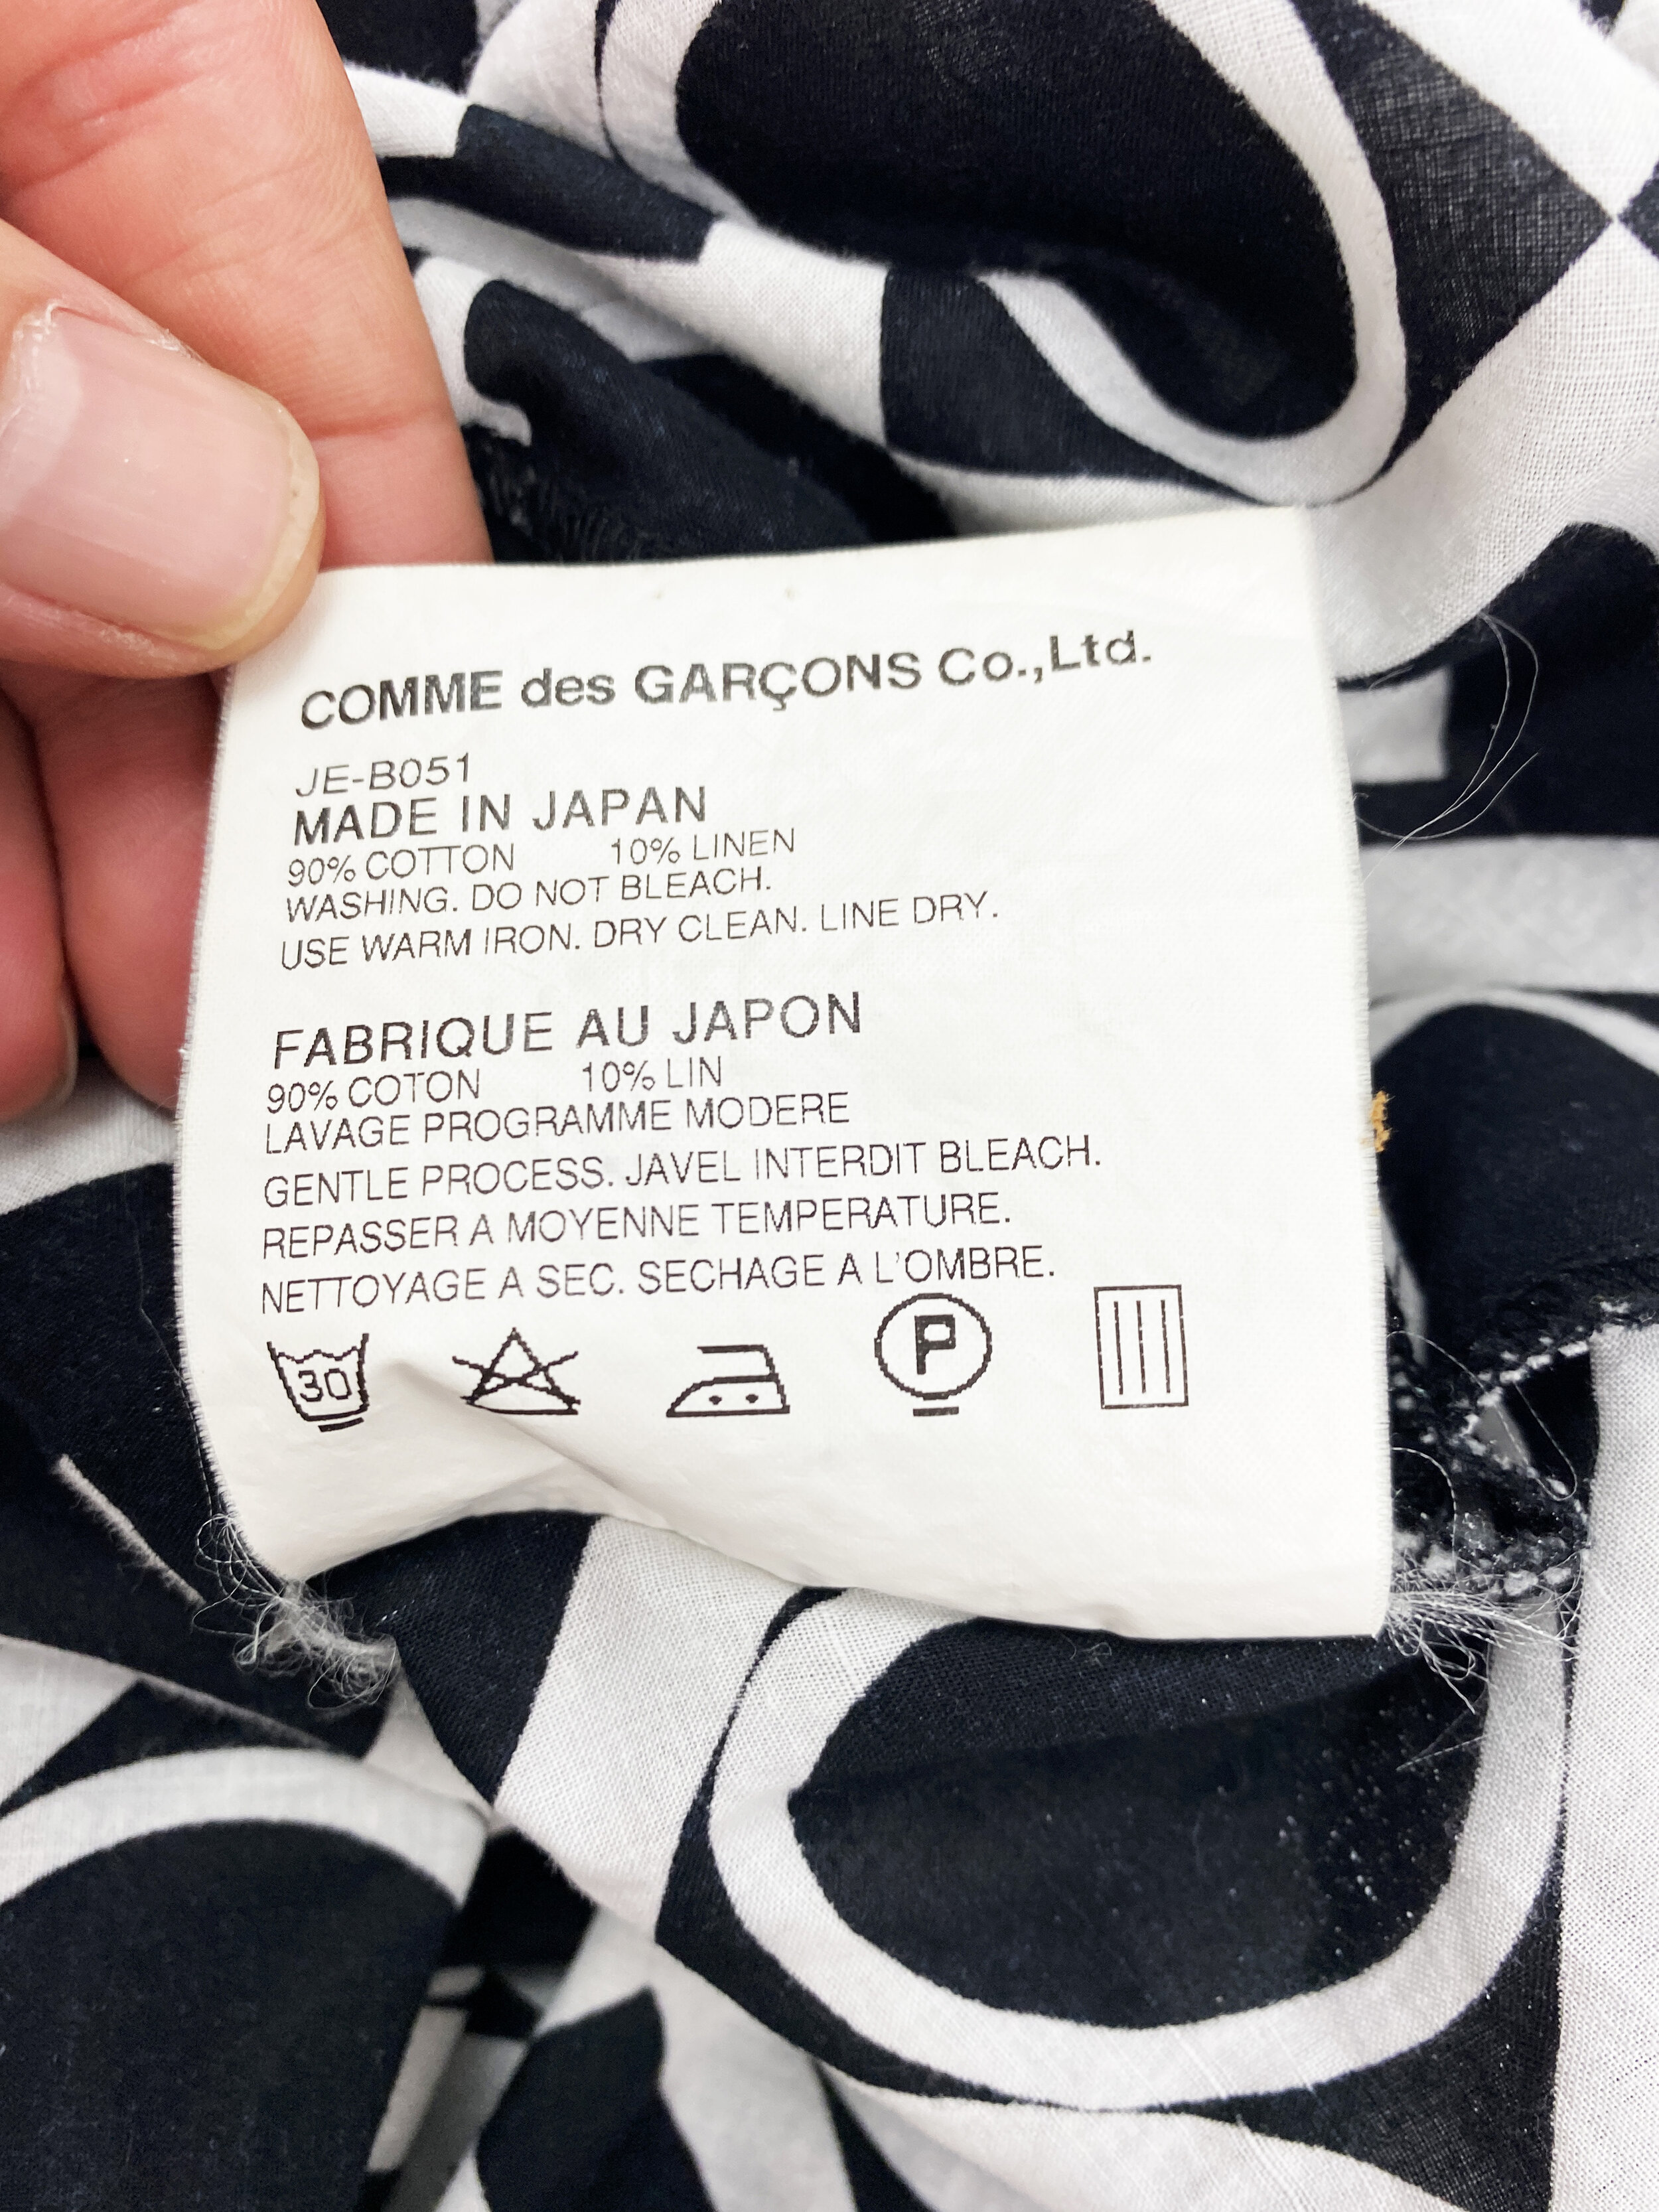 COMME des GARÇONS Co.,Ltd.
JE-B051
MADE IN JAPAN
90% COTTON 10% LINEN
WASHING. DO NOT BLEACH.
USE WARM IRON. DRY CLEAN. LINE DRY.
FABRIQUE AU JAPON
90% COTON 10% LIN
LAVAGE PROGRAMME MODERE
GENTLE PROCESS. JAVEL INTERDIT BLEACH.
REPASSER A MOYENNE TEMPERATURE.
NETTOYAGE A SEC. SECHAGE A L'OMBRE.
30 P